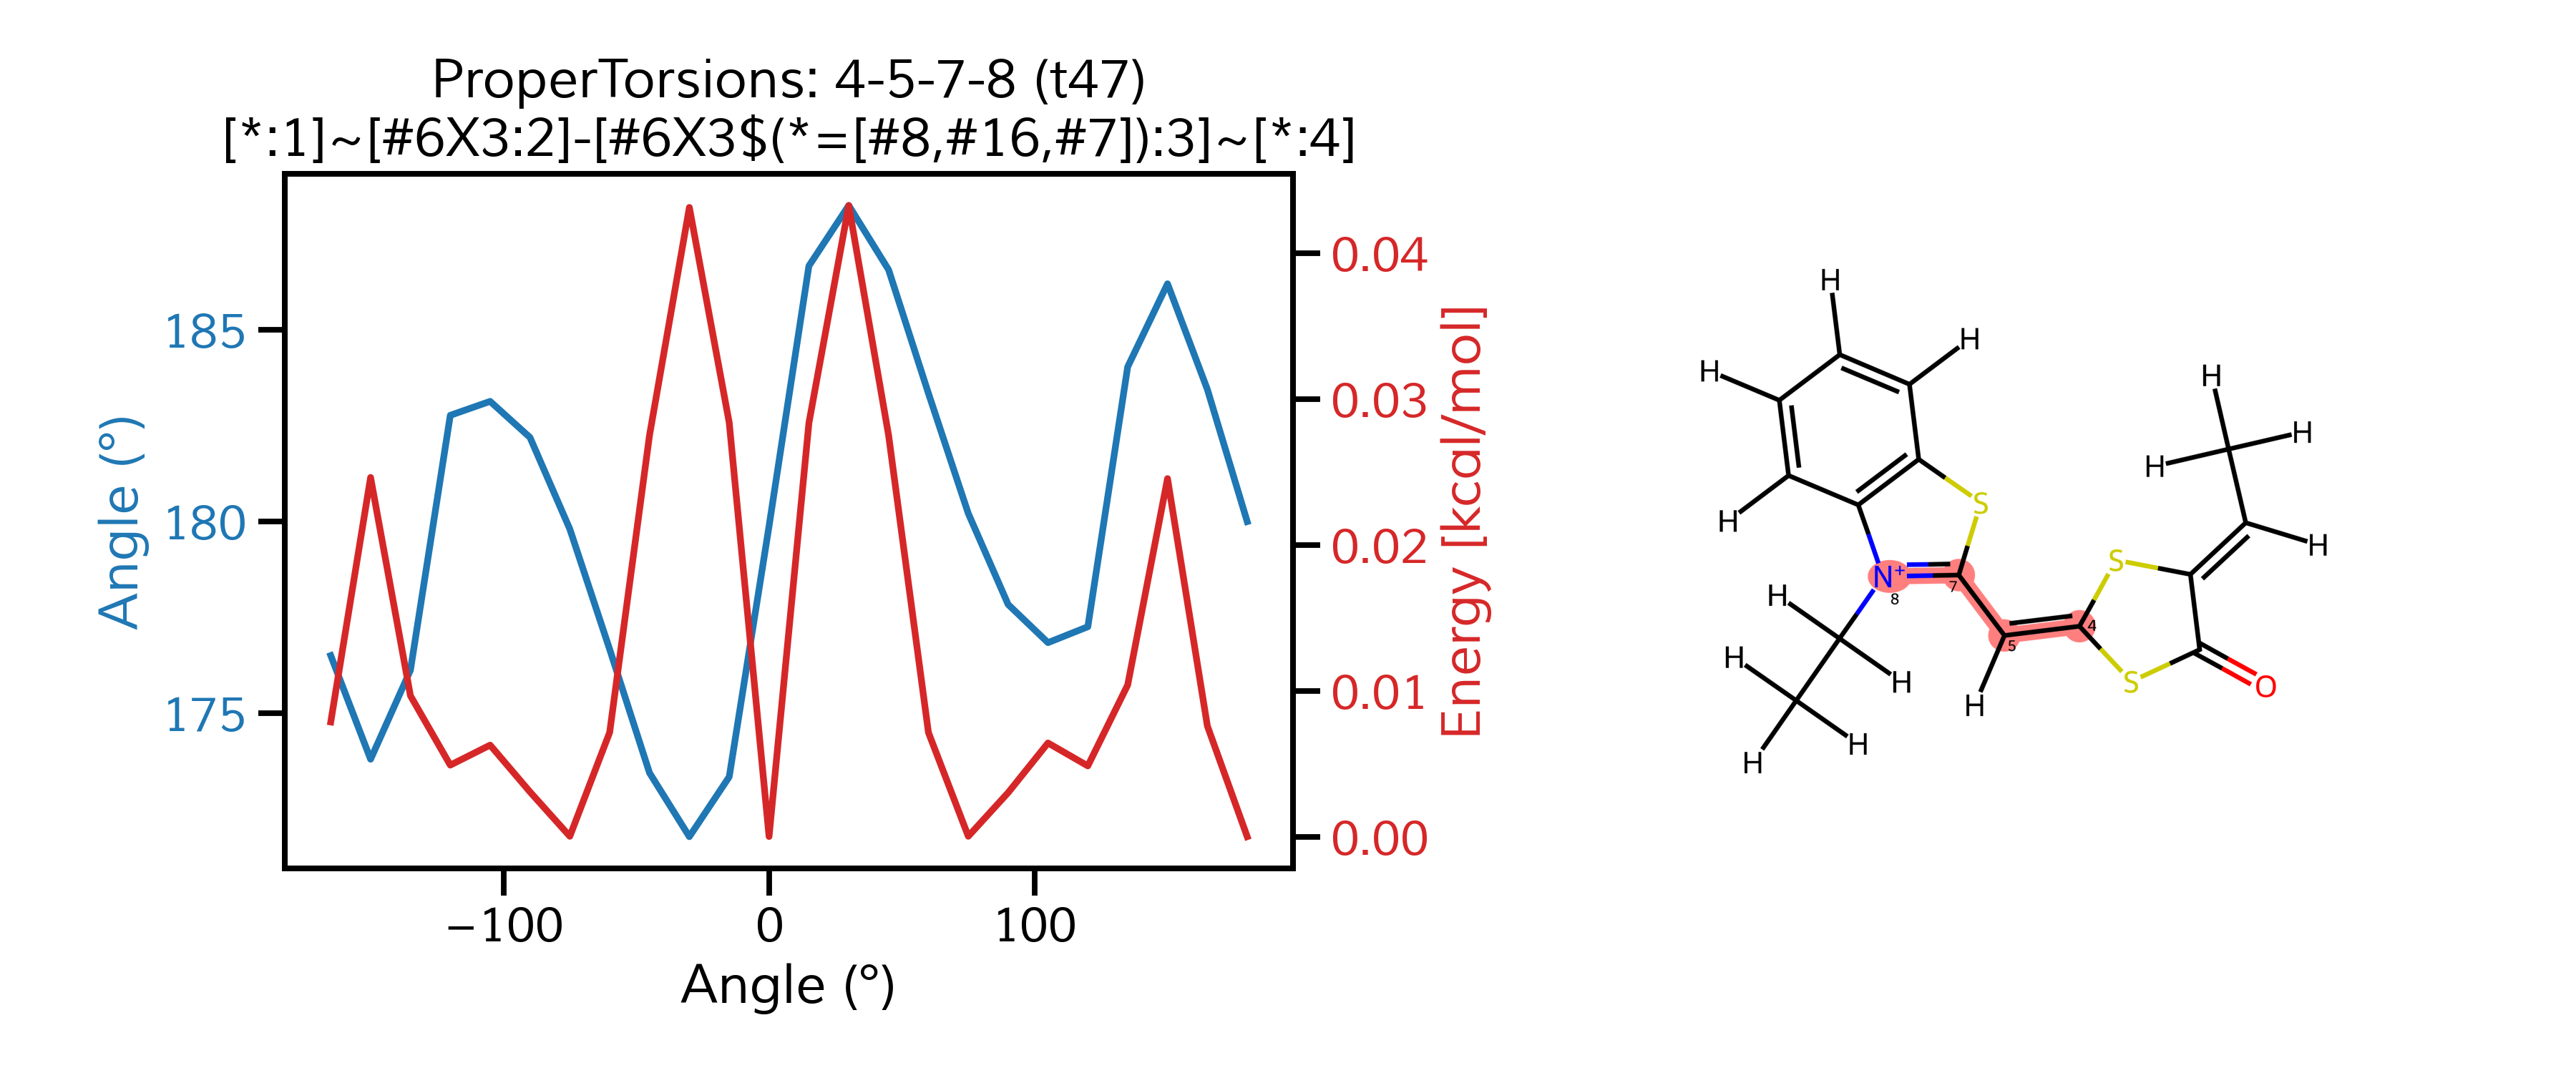 ProperTorsions: 4-5-7-8 (t47)
[*:1]~[#6X3:2]-[#6X3$(*=[#8,#16,#7]):3]~[*:4]
185
180
175
Angle (°)
0.04
0.03
0.02
0.01
0.00
Energy [kcal/mol]
−100
0
100
Angle (°)
H
H
H
H
H
H
H
H
S
S
H
N+
8
7
H
4
5
H
H
S
O
H
H
H